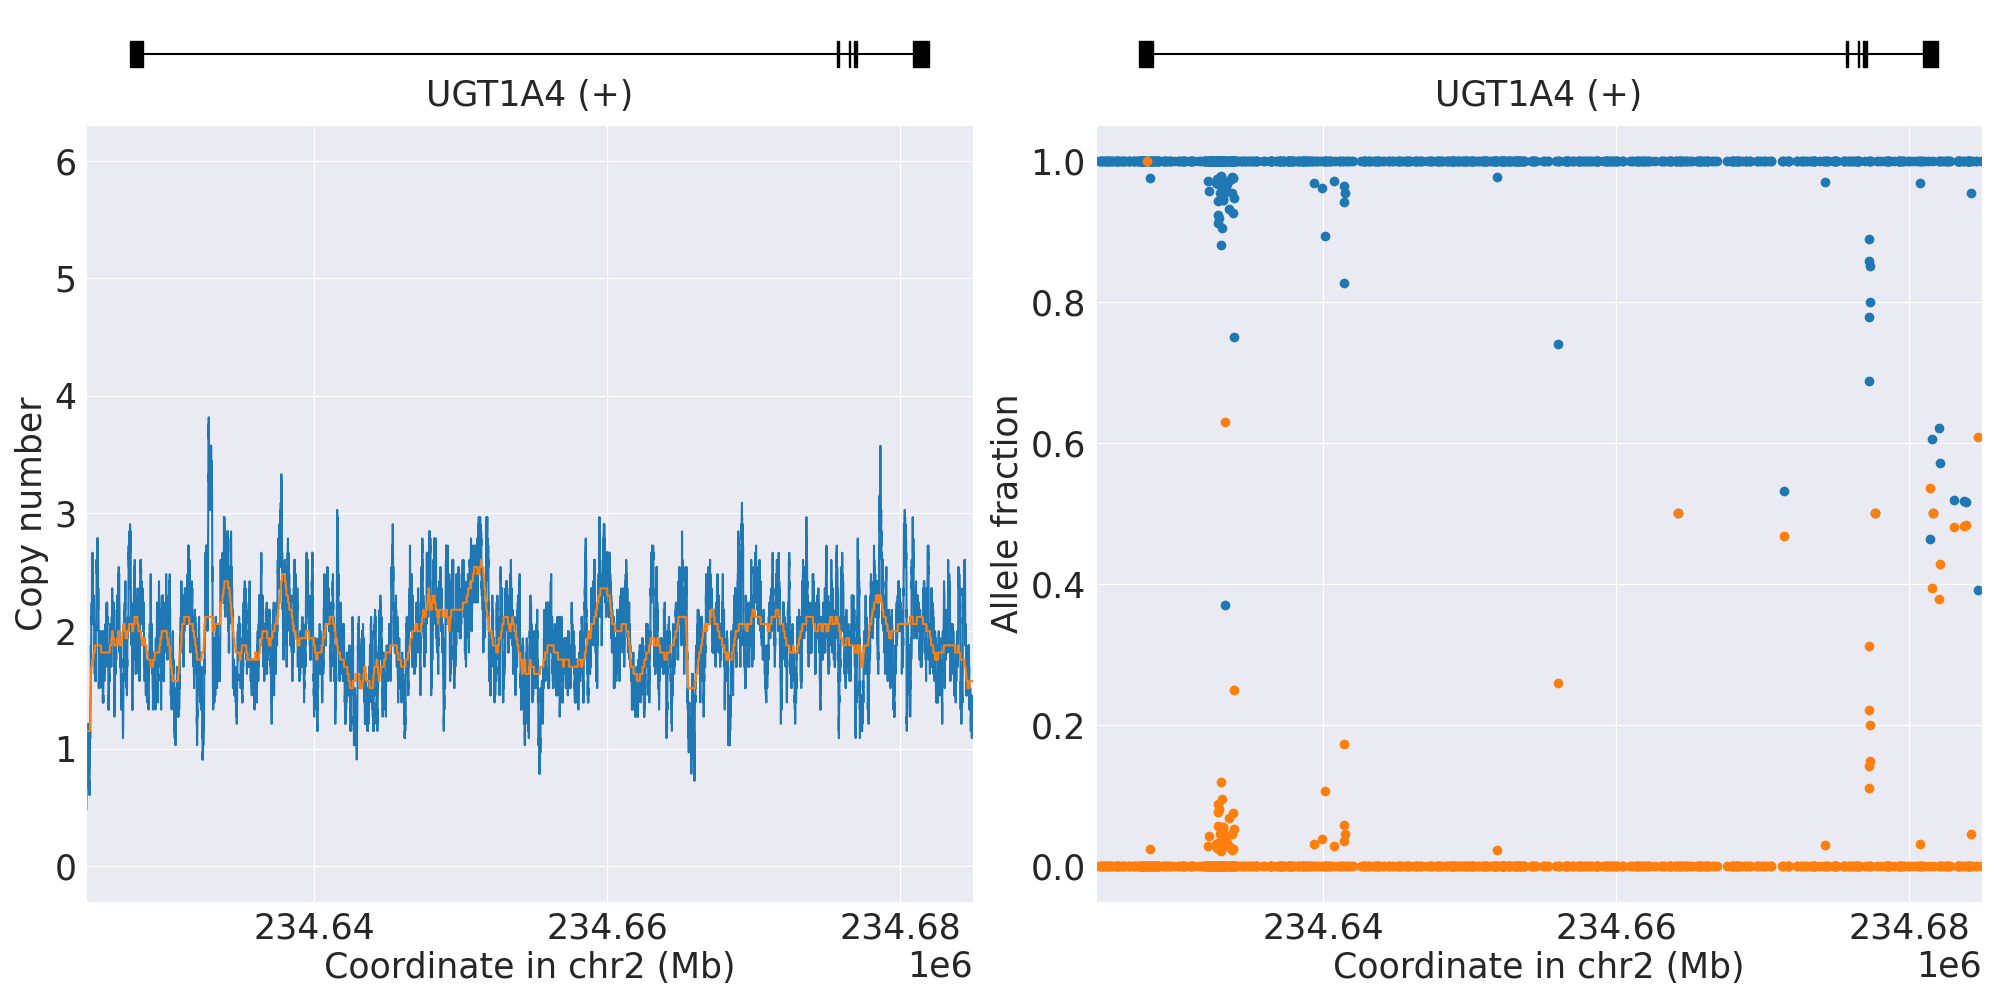 UGT1A4 (+)
6
5
4
3
2
1
0
Copy number
234.64 234.66 234.68
1e6
Coordinate in chr2 (Mb)
UGT1A4 (+)
1.0
0.8
0.6
0.4
0.2
0.0
Allele fraction
234.64 234.66 234.68
1e6
Coordinate in chr2 (Mb)